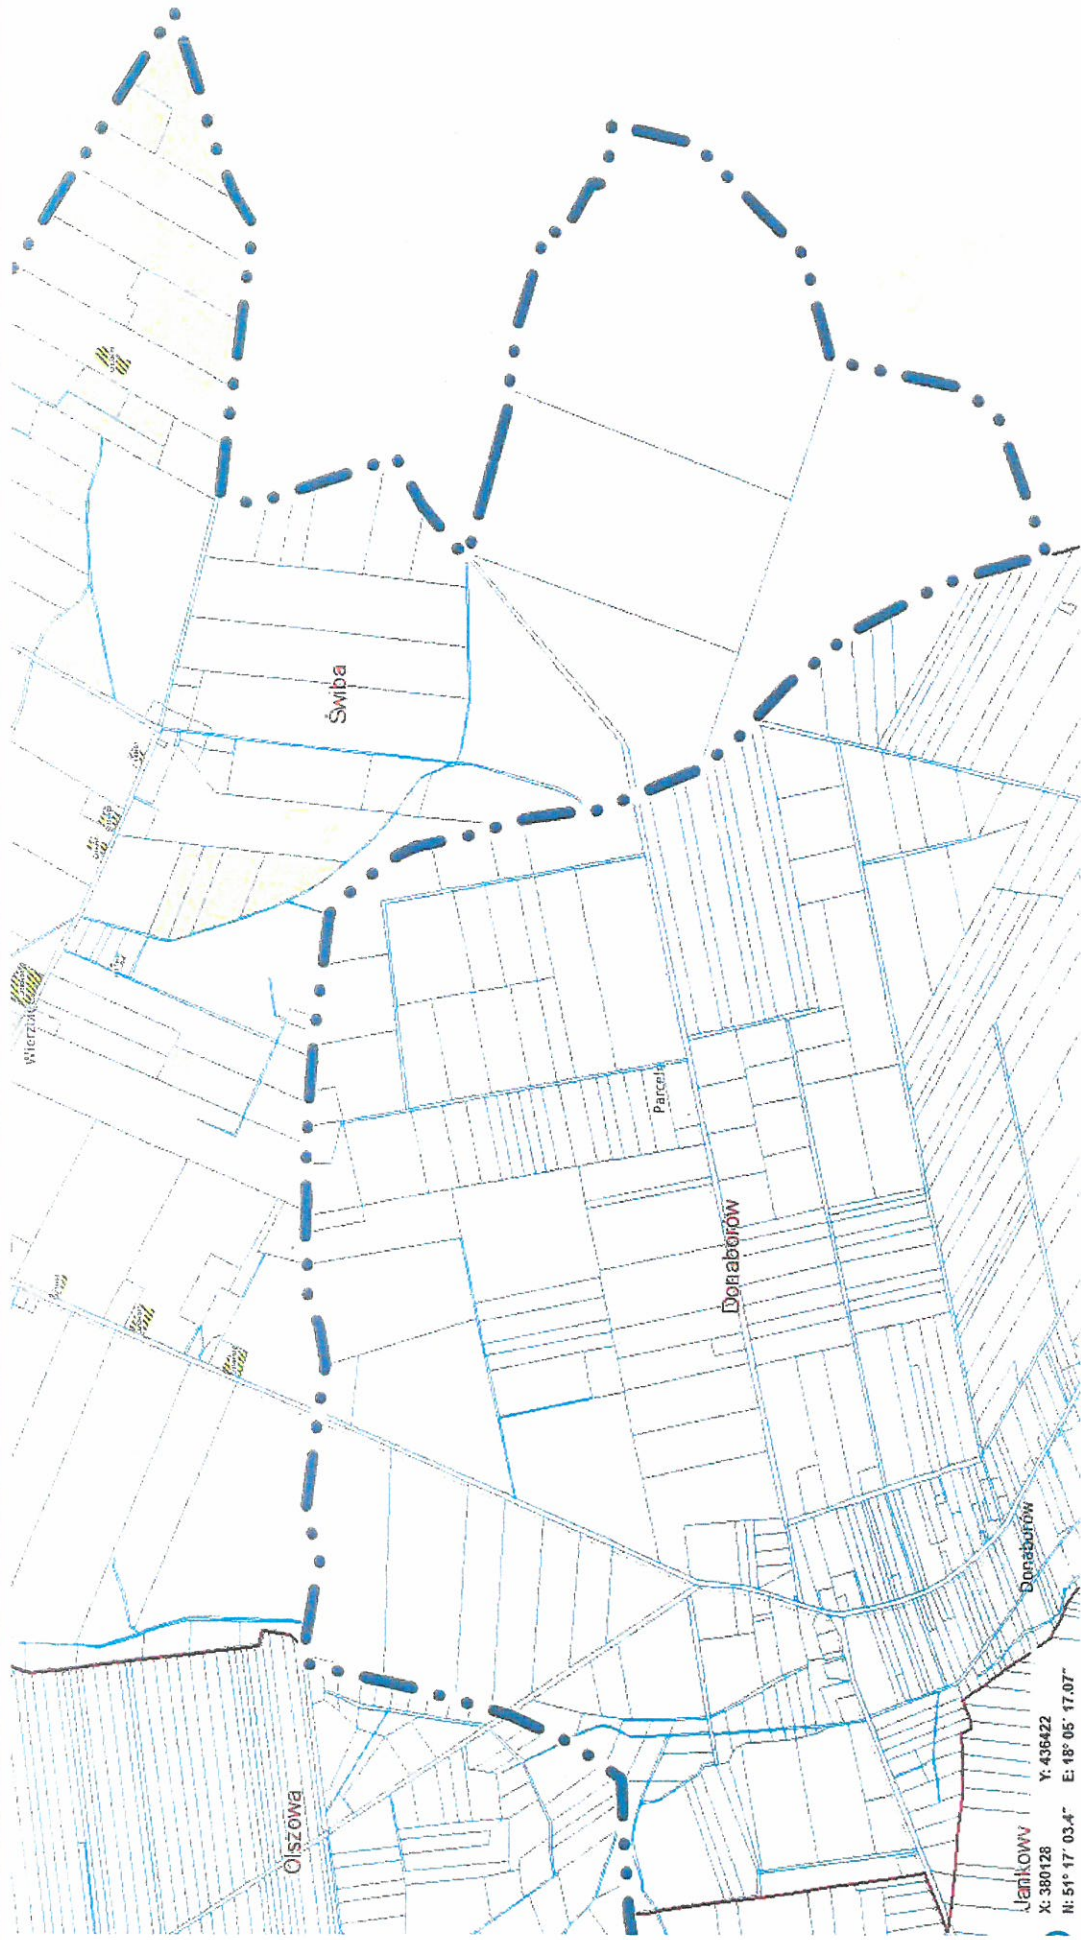 Wierzbie
Świba
Olszowa
Parcele
Donaborów
Donaborów
Jankowy
X: 380128 Y: 436422
N: 51° 17' 03.4" E: 18° 05' 17.07"